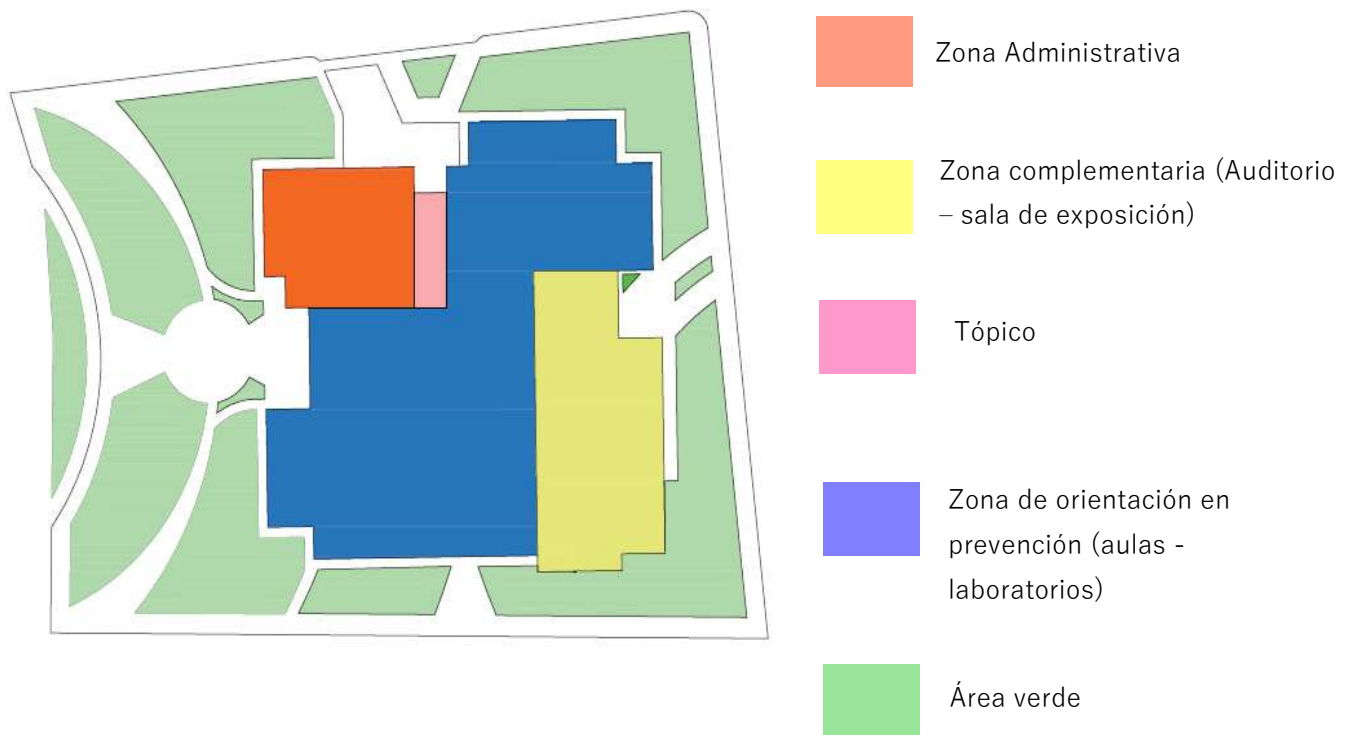 Zona Administrativa
Zona complementaria (Auditorio
– sala de exposición)
Tópico
Zona de orientación en
prevención (aulas -
laboratorios)
Área verde